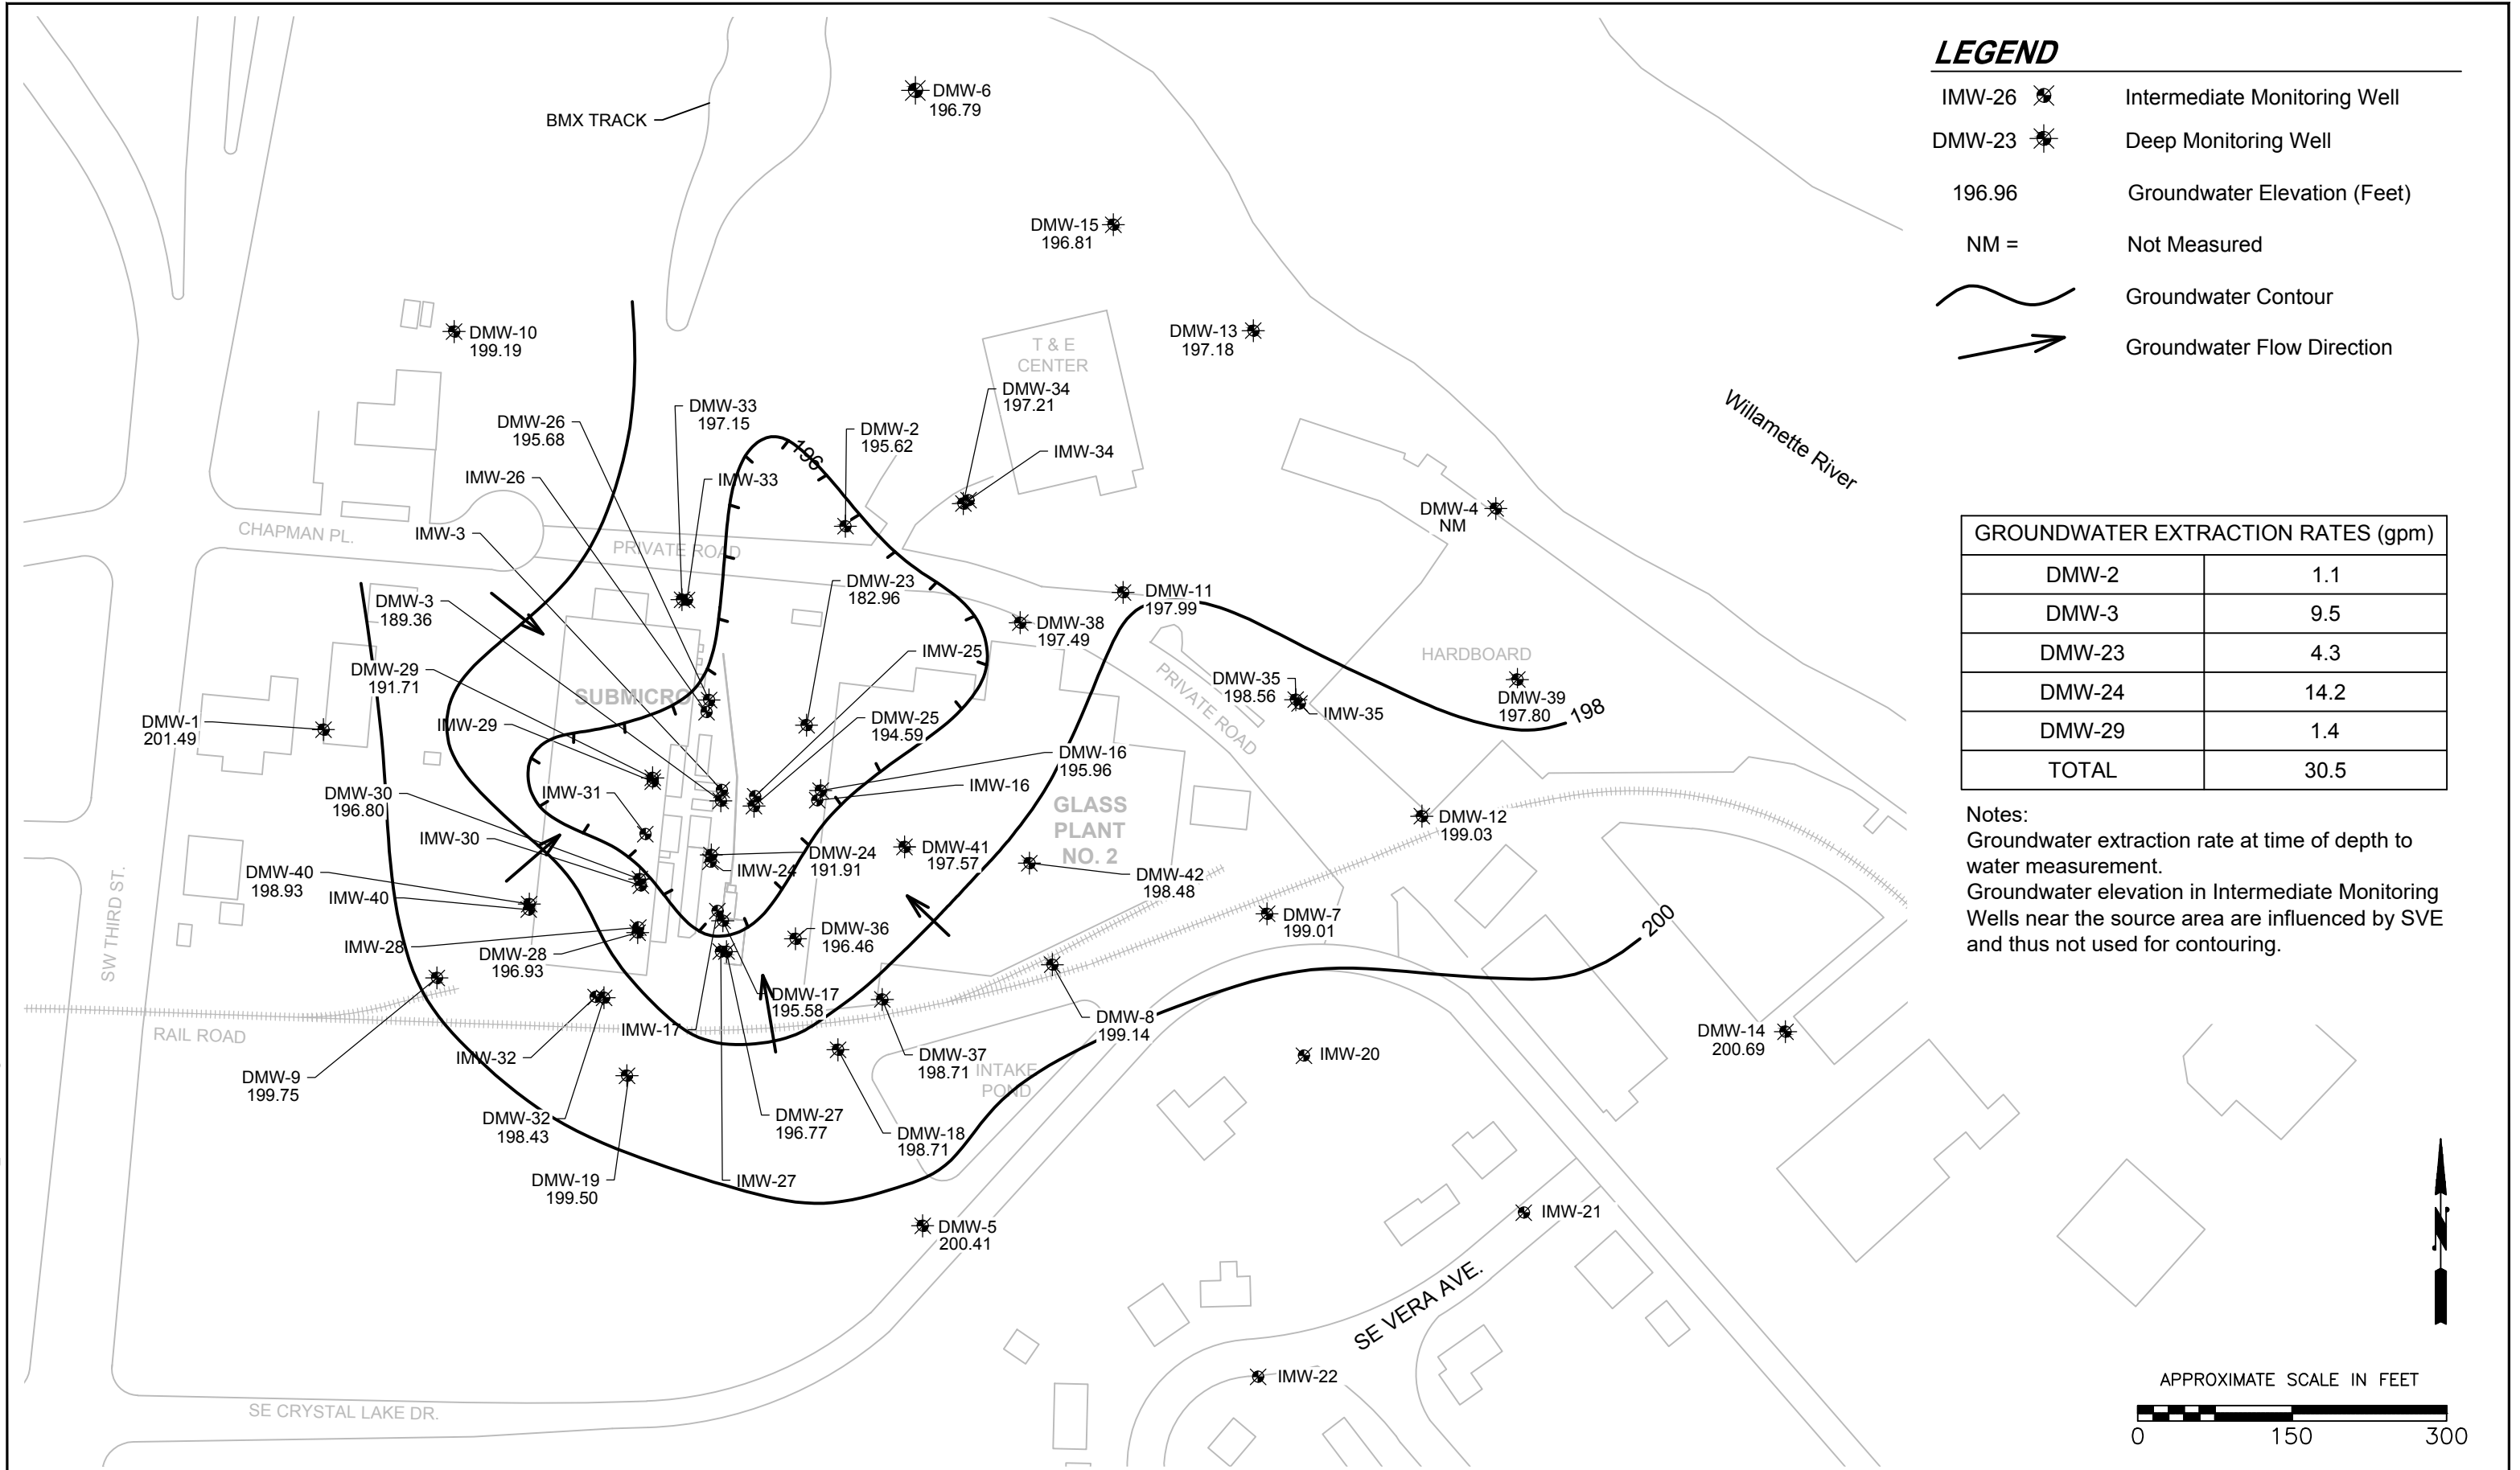 LEGEND
IMW-26 Intermediate Monitoring Well
DMW-23 Deep Monitoring Well
196.96 Groundwater Elevation (Feet)
NM = Not Measured
Groundwater Contour
Groundwater Flow Direction
DMW-6
196.79
BMX TRACK
DMW-15
196.81
DMW-10
199.19
DMW-13
197.18
T & E
CENTER
DMW-34
197.21
DMW-33
197.15
DMW-26
195.68
DMW-2
195.62
196
IMW-34
IMW-26
IMW-33
Willamette River
DMW-4
NM
CHAPMAN PL.
IMW-3
PRIVATE ROAD
DMW-23
182.96
DMW-11
197.99
DMW-3
189.36
DMW-38
197.49
IMW-25
HARDBOARD
DMW-29
191.71
SUBMICRO
PRIVATE ROAD
DMW-35
198.56
IMW-35
DMW-39
197.80
198
DMW-1
201.49
IMW-29
DMW-25
194.59
DMW-16
195.96
IMW-16
DMW-30
196.80
IMW-31
GLASS
PLANT
NO. 2
DMW-12
199.03
IMW-30
DMW-24
191.91
IMW-24
DMW-41
197.57
DMW-42
198.48
DMW-40
198.93
IMW-40
DMW-7
199.01
200
SW THIRD ST.
IMW-28
DMW-28
196.93
DMW-36
196.46
DMW-17
195.58
IMW-17
RAIL ROAD
DMW-8
199.14
DMW-14
200.69
IMW-32
DMW-37
198.71
INTAKE
POND
IMW-20
DMW-9
199.75
DMW-32
198.43
DMW-27
196.77
DMW-18
198.71
DMW-19
199.50
IMW-27
DMW-5
200.41
IMW-21
SE VERA AVE.
IMW-22
SE CRYSTAL LAKE DR.
GROUNDWATER EXTRACTION RATES (gpm)
DMW-2 1.1
DMW-3 9.5
DMW-23 4.3
DMW-24 14.2
DMW-29 1.4
TOTAL 30.5
Notes:
Groundwater extraction rate at time of depth to
water measurement.
Groundwater elevation in Intermediate Monitoring
Wells near the source area are influenced by SVE
and thus not used for contouring.
N
APPROXIMATE SCALE IN FEET
0 150 300